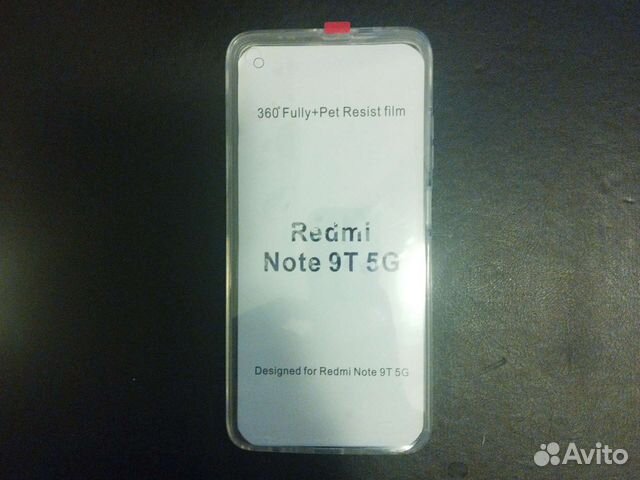 360°Fully+Pet Resist film
Redmi
Note 9T 5G
Designed for Redmi Note 9T 5G
Avito